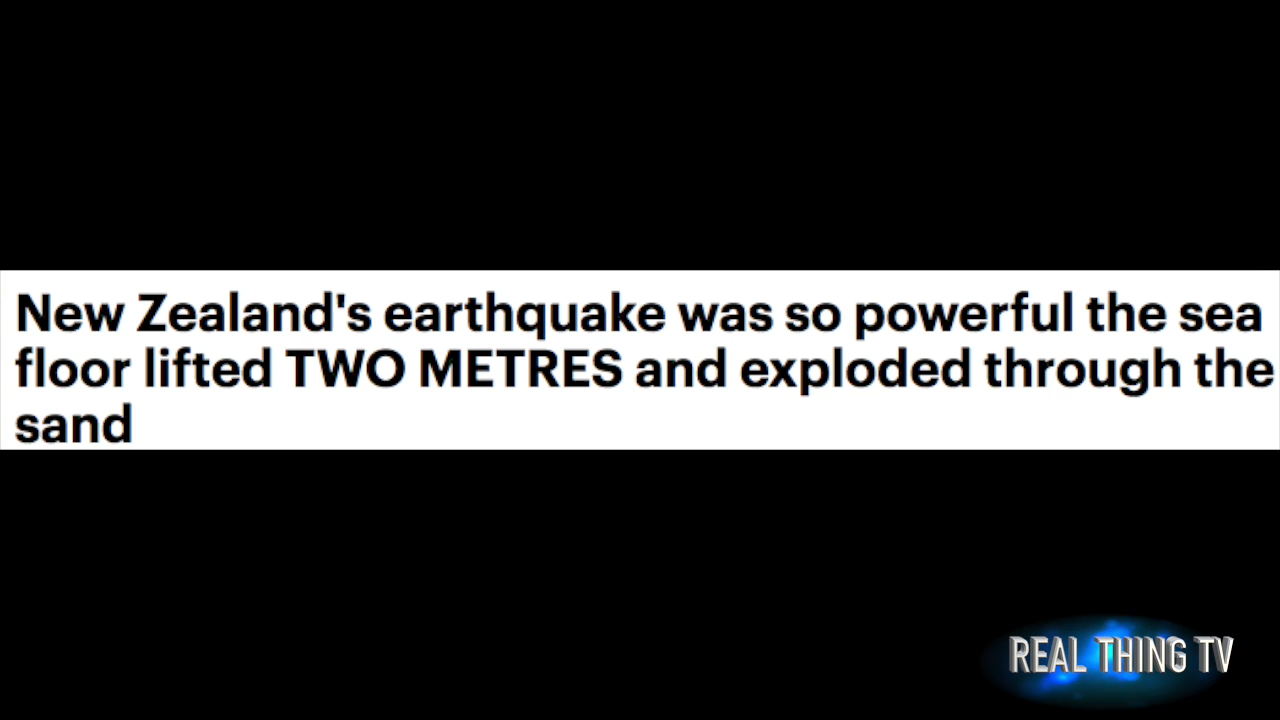 New Zealand's earthquake was so powerful the sea
floor lifted TWO METRES and exploded through the
sand
REAL THING TV